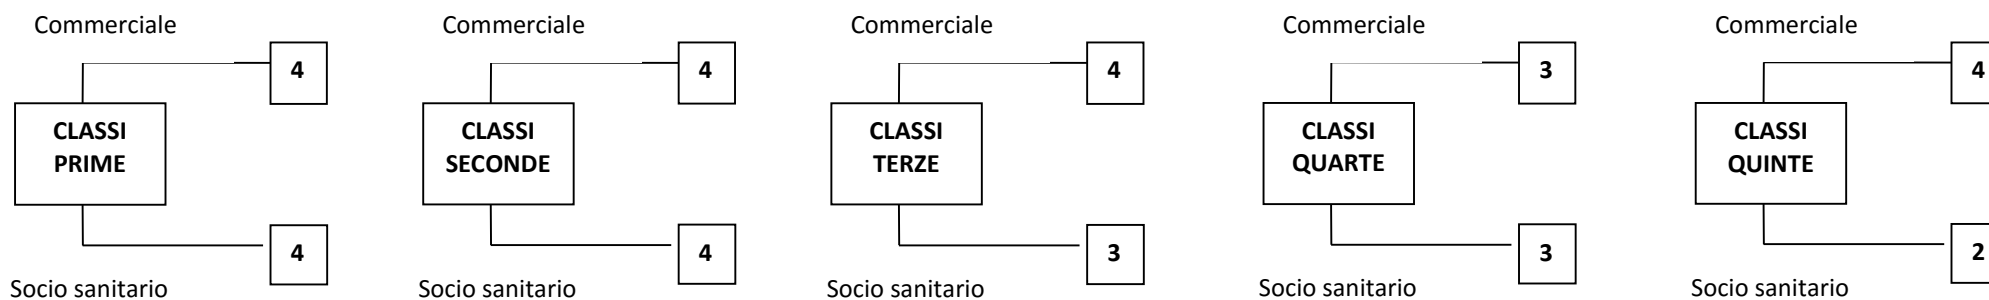 Commerciale
4
CLASSI
PRIME
4
Socio sanitario
Commerciale
4
CLASSI
SECONDE
4
Socio sanitario
Commerciale
4
CLASSI
TERZE
3
Socio sanitario
Commerciale
3
CLASSI
QUARTE
3
Socio sanitario
Commerciale
4
CLASSI
QUINTE
2
Socio sanitario